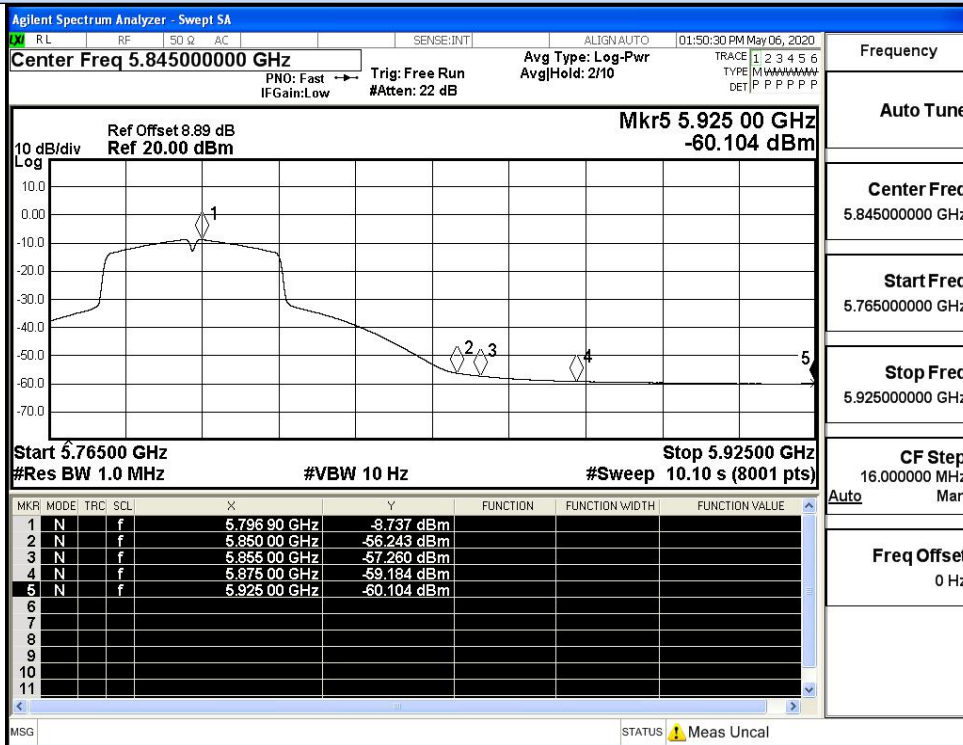 Agilent Spectrum Analyzer - Swept SA
LXI RL RF 50 Ω AC SENSE:INT ALIGN AUTO 01:50:30 PM May 06, 2020
Center Freq 5.845000000 GHz
PNO: Fast
IFGain:Low
Trig: Free Run
#Atten: 22 dB
Avg Type: Log-Pwr
Avg|Hold: 2/10
TRACE 1 2 3 4 5 6
TYPE M WWWWW
DET P P P P P P
Ref Offset 8.89 dB
Ref 20.00 dBm
10 dB/div
Log
Mkr5 5.925 00 GHz
-60.104 dBm
10.0
0.00
-10.0
-20.0
-30.0
-40.0
-50.0
-60.0
-70.0
1
2
3
4
5
Start 5.76500 GHz
Stop 5.92500 GHz
#Res BW 1.0 MHz
#VBW 10 Hz
#Sweep 10.10 s (8001 pts)
MKR MODE TRC SCL X Y FUNCTION FUNCTION WIDTH FUNCTION VALUE
1 N f 5.796 90 GHz -8.737 dBm
2 N f 5.850 00 GHz -56.243 dBm
3 N f 5.855 00 GHz -57.260 dBm
4 N f 5.875 00 GHz -59.184 dBm
5 N f 5.925 00 GHz -60.104 dBm
6
7
8
9
10
11
MSG
STATUS Meas Uncal
Frequency
Auto Tune
Center Freq
5.845000000 GHz
Start Freq
5.765000000 GHz
Stop Freq
5.925000000 GHz
CF Step
16.000000 MHz
Auto Man
Freq Offset
0 Hz